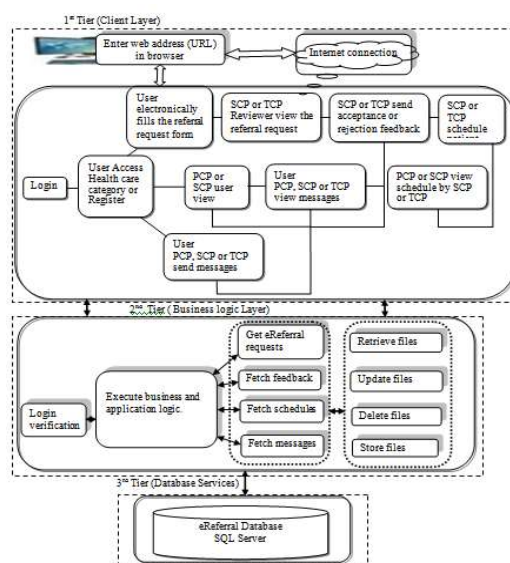 1st Tier (Client Layer)
Enter web address (URL)
in browser
Internet connection
User
electronically
fills the referral
request form
SCP or TCP
Reviewer view the
referral request
SCP or TCP send
acceptance or
rejection feedback
SCP or
TCP
schedule
Login
User Access
Health care
category or
Register
PCP or
SCP user
view
User
PCP, SCP or TCP
view messages
PCP or SCP view
schedule by SCP
or TCP
User
PCP, SCP or TCP
send messages
2nd Tier ( Business logic Layer)
Login
verification
Execute business and
application logic.
Get eReferral
requests
Fetch feedback
Fetch schedules
Fetch messages
Retrieve files
Update files
Delete files
Store files
3rd Tier (Database Services)
eReferral Database
SQL Server